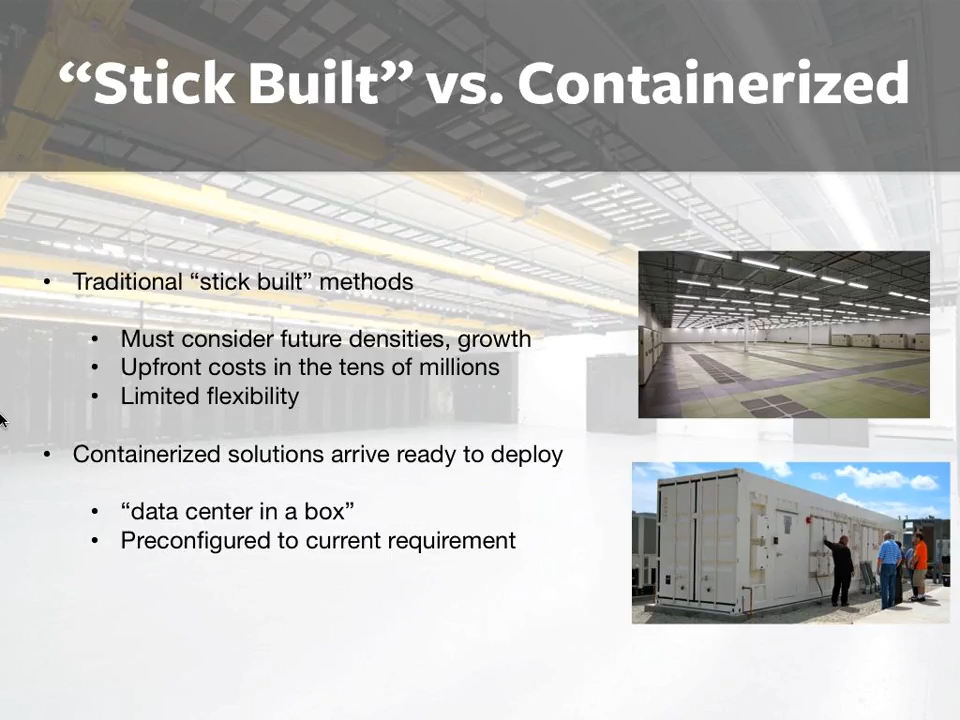 “Stick Built” vs. Containerized
• Traditional “stick built” methods
• Must consider future densities, growth
• Upfront costs in the tens of millions
• Limited flexibility
• Containerized solutions arrive ready to deploy
• “data center in a box”
• Preconfigured to current requirement